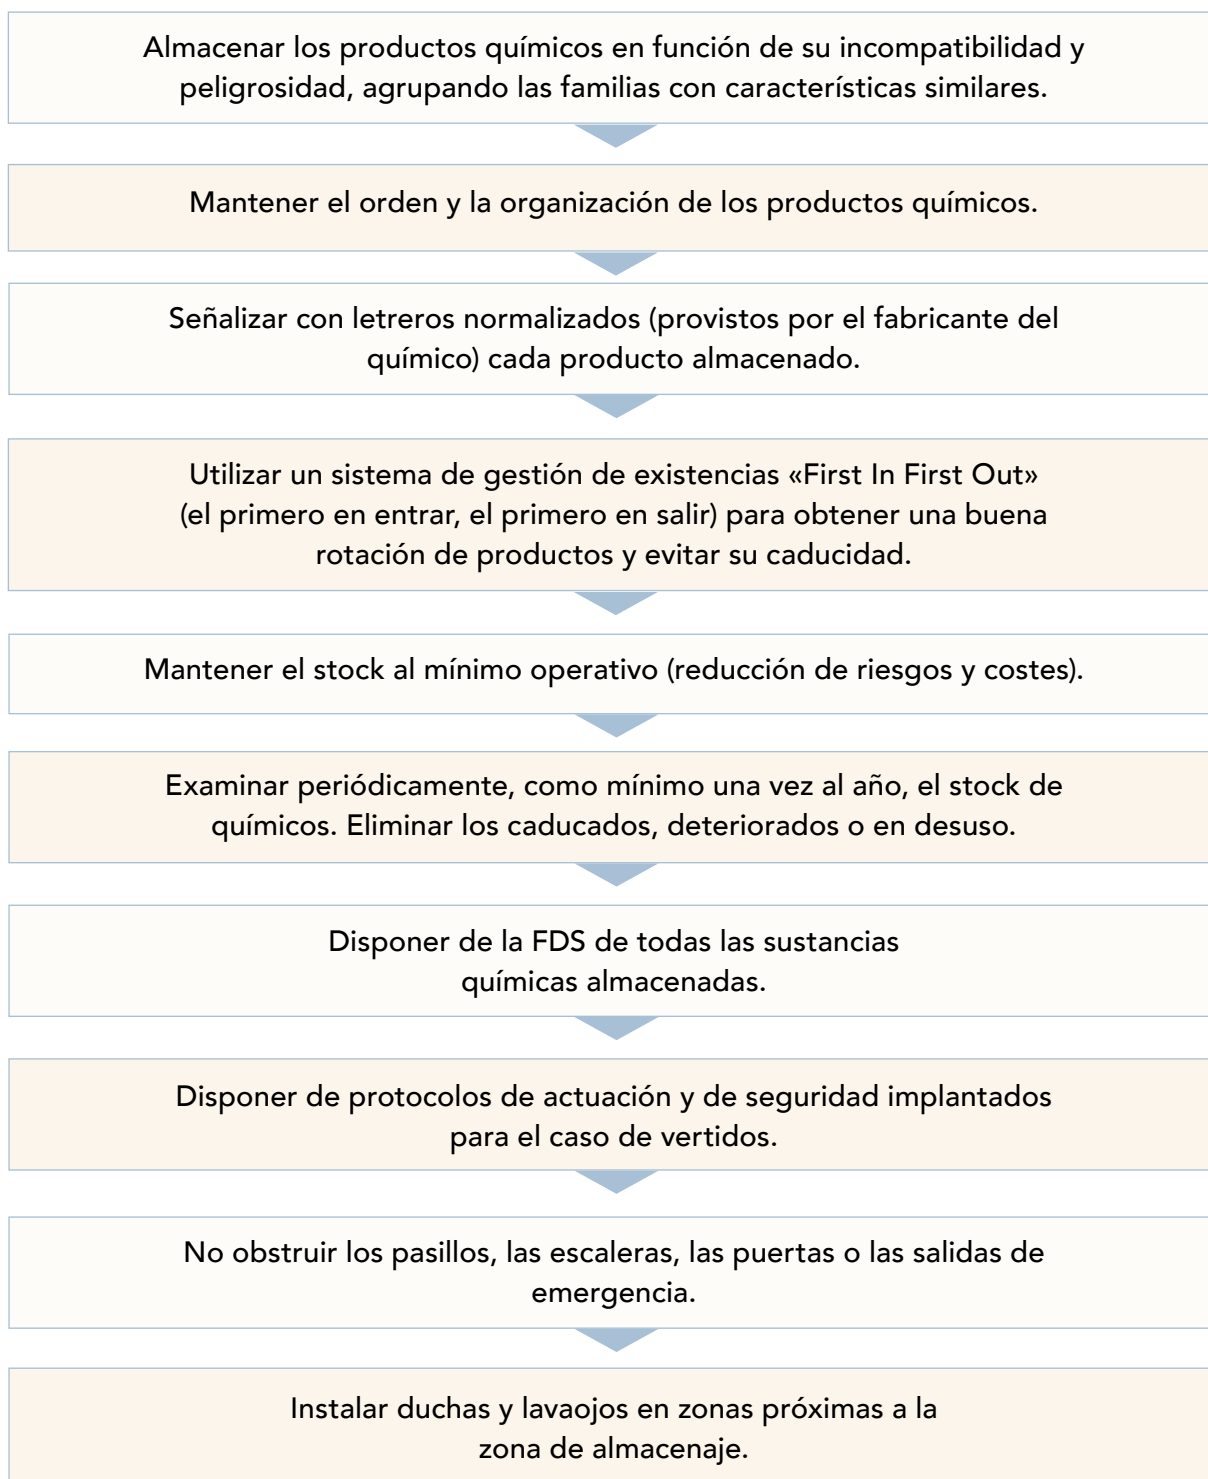 Almacenar los productos químicos en función de su incompatibilidad y
peligrosidad, agrupando las familias con características similares.
Mantener el orden y la organización de los productos químicos.
Señalizar con letreros normalizados (provistos por el fabricante del
químico) cada producto almacenado.
Utilizar un sistema de gestión de existencias «First In First Out»
(el primero en entrar, el primero en salir) para obtener una buena
rotación de productos y evitar su caducidad.
Mantener el stock al mínimo operativo (reducción de riesgos y costes).
Examinar periódicamente, como mínimo una vez al año, el stock de
químicos. Eliminar los caducados, deteriorados o en desuso.
Disponer de la FDS de todas las sustancias
químicas almacenadas.
Disponer de protocolos de actuación y de seguridad implantados
para el caso de vertidos.
No obstruir los pasillos, las escaleras, las puertas o las salidas de
emergencia.
Instalar duchas y lavaojos en zonas próximas a la
zona de almacenaje.